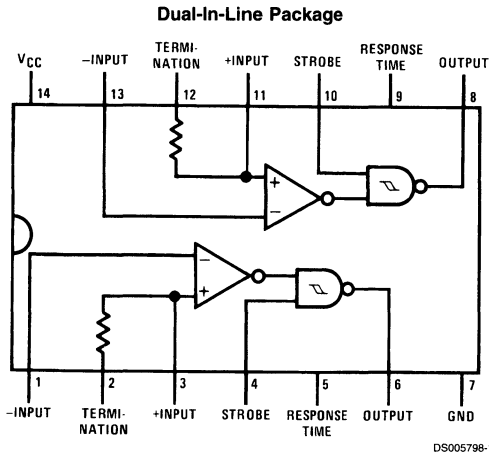 Dual-In-Line Package
VCC
–INPUT
TERMI-
NATION
+INPUT
STROBE
RESPONSE
TIME
OUTPUT
14
13
12
11
10
9
8
+
–
–
+
1
2
3
4
5
6
7
–INPUT
TERMI-
NATION
+INPUT
STROBE
RESPONSE
TIME
OUTPUT
GND
DS005798-